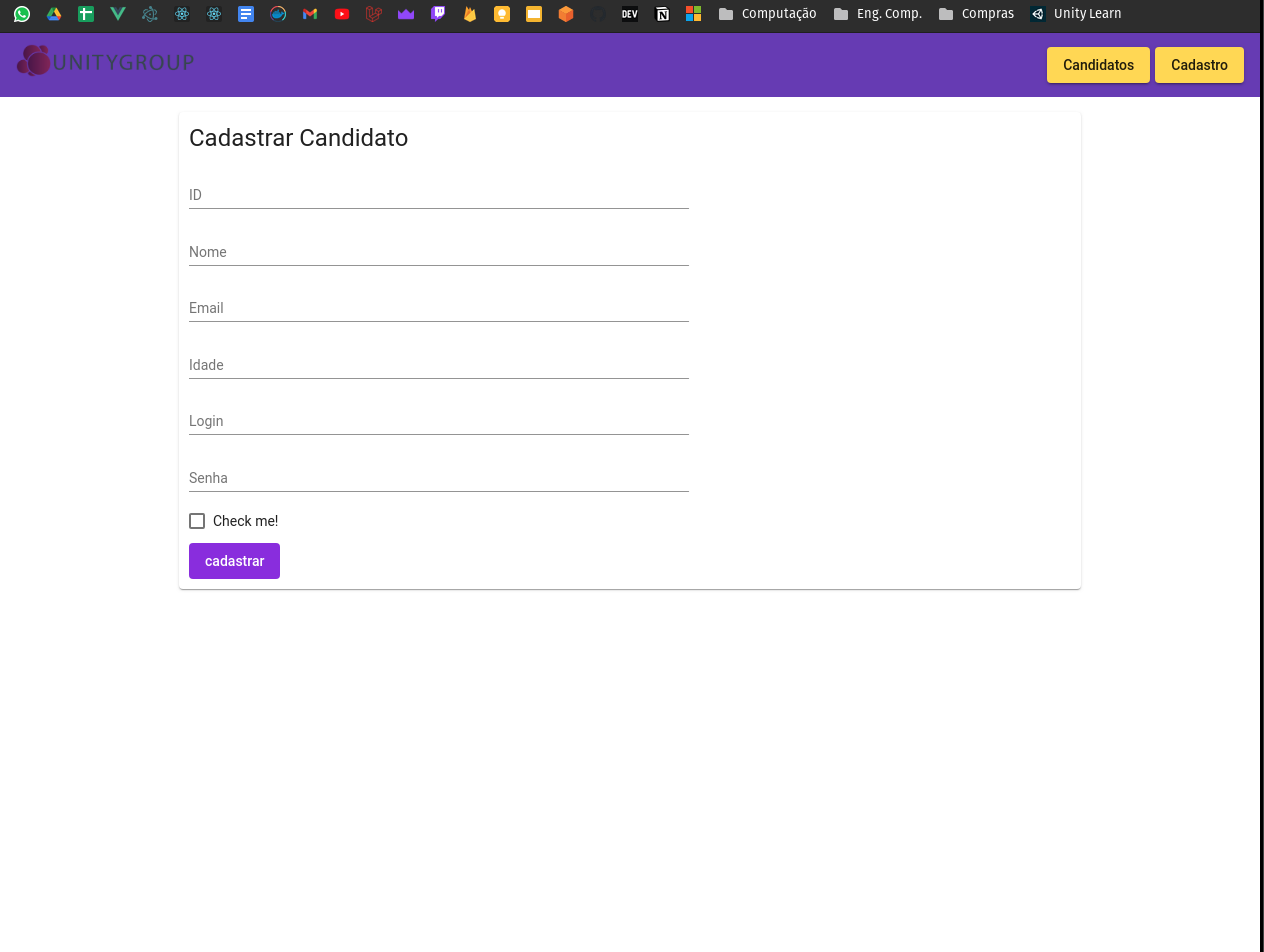 DEV Computação Eng. Comp. Compras Unity Learn
UNITYGROUP Candidatos Cadastro
Cadastrar Candidato
ID
Nome
Email
Idade
Login
Senha
Check me!
cadastrar